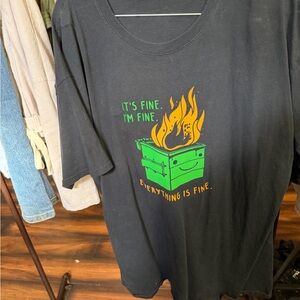 IT'S FINE.
I'M FINE.
EVERYTHING IS FINE.